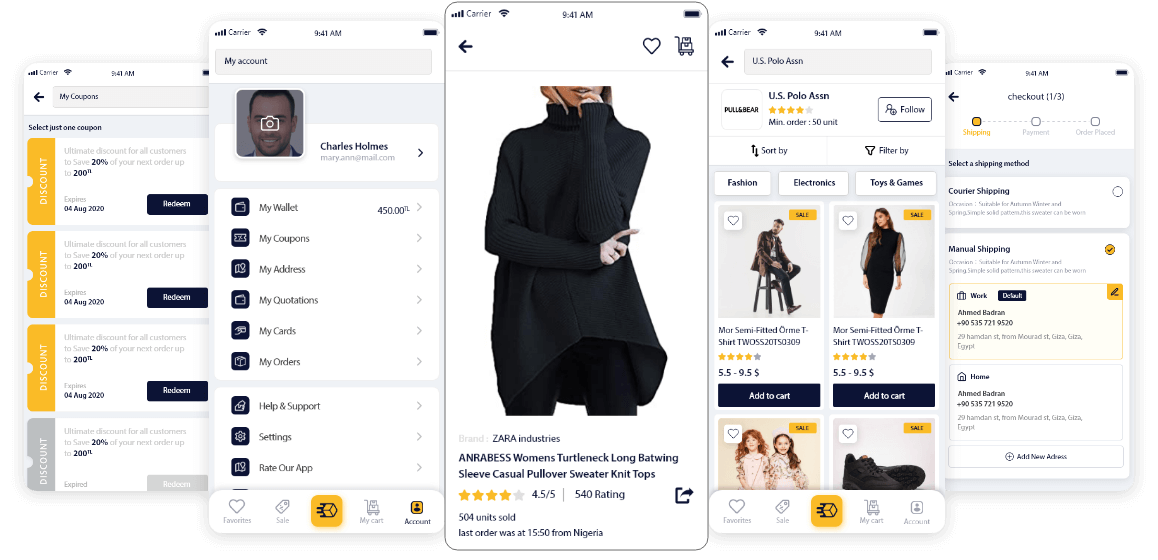 Carrier
9:41 AM
My Coupons
Select just one coupon
DISCOUNT
Ultimate discount for all customers
to Save 20% of your next order up
to 200TL
Expires
04 Aug 2020
Redeem
DISCOUNT
Ultimate discount for all customers
to Save 20% of your next order up
to 200TL
Expires
04 Aug 2020
Redeem
DISCOUNT
Ultimate discount for all customers
to Save 20% of your next order up
to 200TL
Expires
04 Aug 2020
Redeem
DISCOUNT
Ultimate discount for all customers
to Save 20% of your next order up
to 200TL
Expired
Redeem
Carrier
9:41 AM
My account
Charles Holmes
mary.ann@mail.com
My Wallet
450.00TL
My Coupons
My Address
My Quotations
My Cards
My Orders
Help & Support
Settings
Rate Our App
Favorites
Sale
My cart
Account
Carrier
9:41 AM
Brand : ZARA industries
ANRABESS Womens Turtleneck Long Batwing
Sleeve Casual Pullover Sweater Knit Tops
4.5/5
540 Rating
504 units sold
last order was at 15:50 from Nigeria
Carrier
9:41 AM
U.S. Polo Assn
PULL&BEAR
U.S. Polo Assn
Min. order : 50 unit
Follow
Sort by
Filter by
Fashion
Electronics
Toys & Games
SALE
Mor Semi-Fitted Örme T-
Shirt TWOSS20TS0309
5.5 - 9.5 $
Add to cart
SALE
Mor Semi-Fitted Örme T-
Shirt TWOSS20TS0309
5.5 - 9.5 $
Add to cart
SALE
SALE
Favorites
Sale
My cart
Account
Carrier
9:41 AM
checkout (1/3)
Shipping
Payment
Order Placed
Select a shipping method
Courier Shipping
Occasion : Suitable for Autumn Winter and
Spring.Simple solid pattern,this sweater can be worn
Manual Shipping
Occasion : Suitable for Autumn Winter and
Spring.Simple solid pattern,this sweater can be worn
Work
Default
Ahmed Badran
+90 535 721 9520
29 hamdan st, from Mourad st, Giza, Giza,
Egypt
Home
Ahmed Badran
+90 535 721 9520
29 hamdan st, from Mourad st, Giza, Giza,
Egypt
Add New Adress